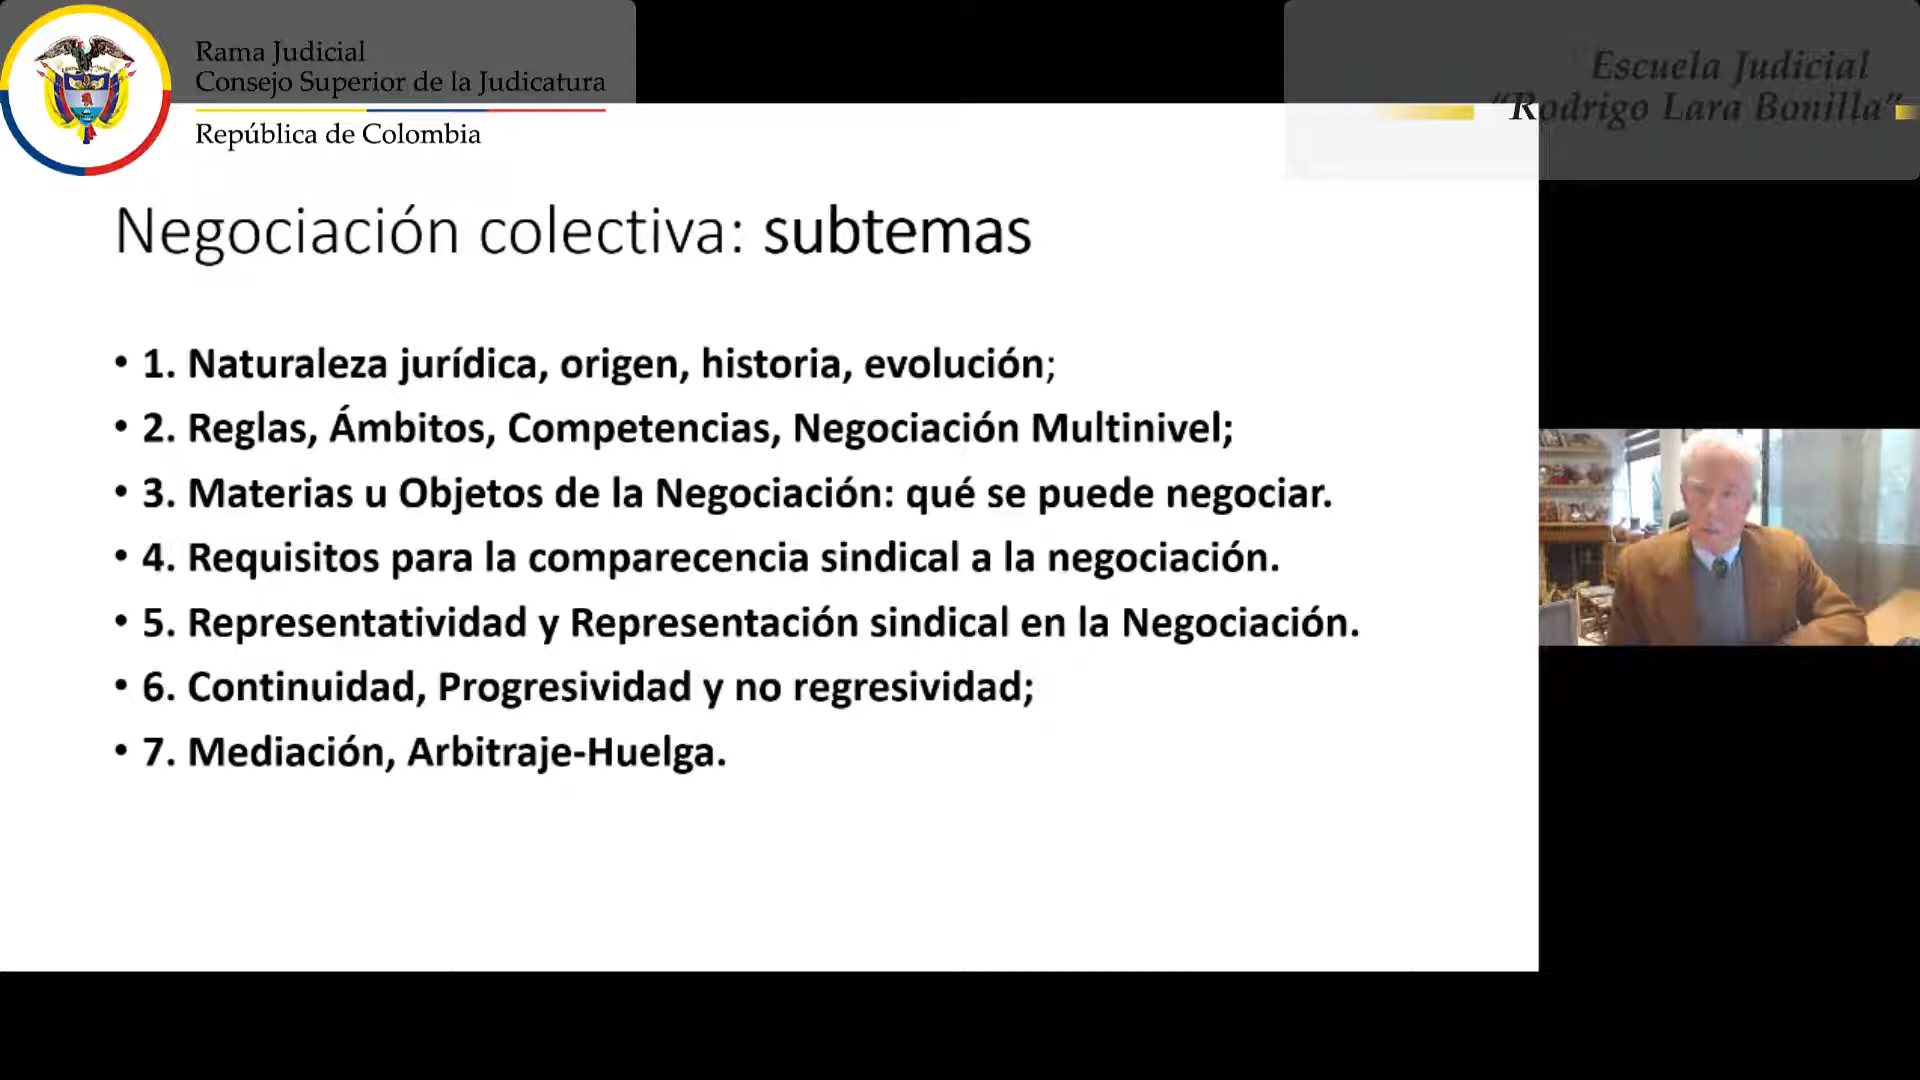 Rama Judicial
Consejo Superior de la Judicatura
República de Colombia
Escuela Judicial
“Rodrigo Lara Bonilla”
Negociación colectiva: subtemas
• 1. Naturaleza jurídica, origen, historia, evolución;
• 2. Reglas, Ámbitos, Competencias, Negociación Multinivel;
• 3. Materias u Objetos de la Negociación: qué se puede negociar.
• 4. Requisitos para la comparecencia sindical a la negociación.
• 5. Representatividad y Representación sindical en la Negociación.
• 6. Continuidad, Progresividad y no regresividad;
• 7. Mediación, Arbitraje-Huelga.